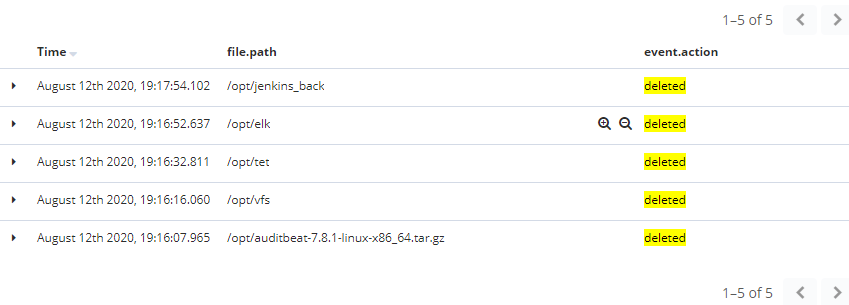 1–5 of 5
Time file.path event.action
August 12th 2020, 19:17:54.102 /opt/jenkins_back deleted
August 12th 2020, 19:16:52.637 /opt/elk deleted
August 12th 2020, 19:16:32.811 /opt/tet deleted
August 12th 2020, 19:16:16.060 /opt/vfs deleted
August 12th 2020, 19:16:07.965 /opt/auditbeat-7.8.1-linux-x86_64.tar.gz deleted
1–5 of 5